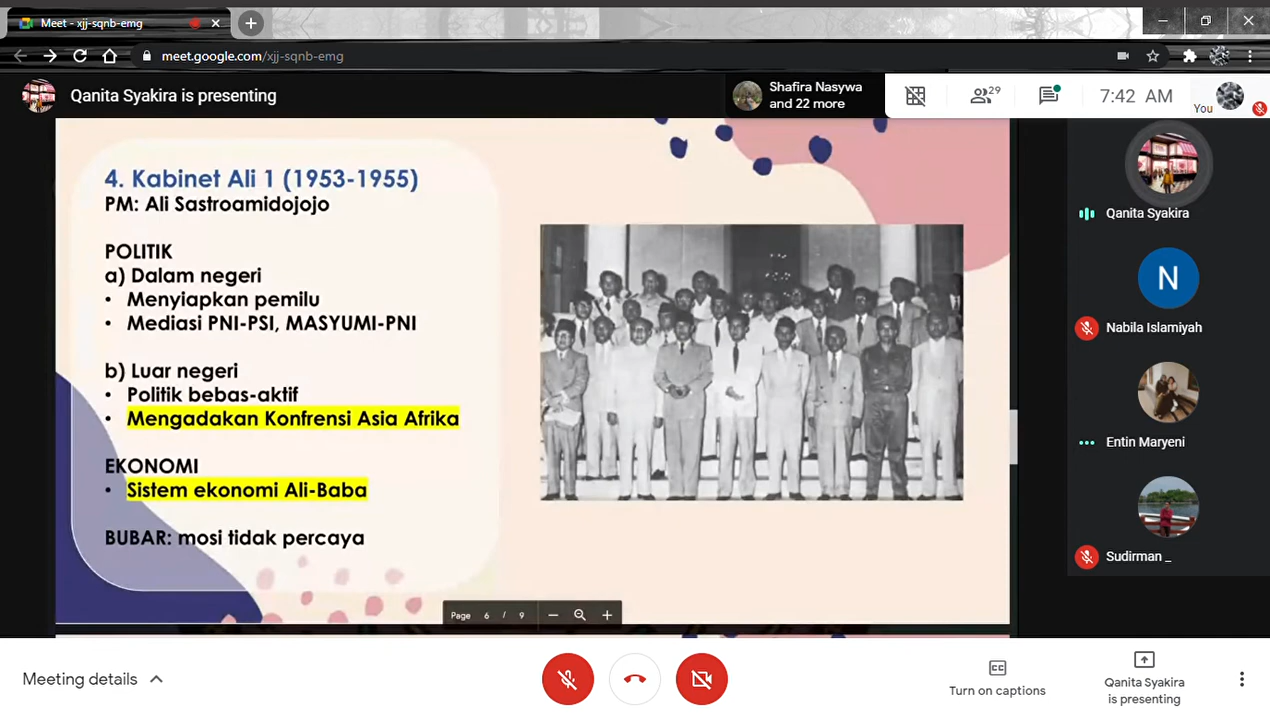 Meet - xjj-sqnb-emg
meet.google.com/xjj-sqnb-emg
Qanita Syakira is presenting
Shafira Nasywa
and 22 more
29
7:42 AM
You
4. Kabinet Ali 1 (1953-1955)
PM: Ali Sastroamidojojo
POLITIK
a) Dalam negeri
• Menyiapkan pemilu
• Mediasi PNI-PSI, MASYUMI-PNI
b) Luar negeri
• Politik bebas-aktif
• Mengadakan Konfrensi Asia Afrika
EKONOMI
• Sistem ekonomi Ali-Baba
BUBAR: mosi tidak percaya
Page 6 / 9
Qanita Syakira
N
Nabila Islamiyah
Entin Maryeni
Sudirman _
Meeting details
CC
Turn on captions
Qanita Syakira
is presenting